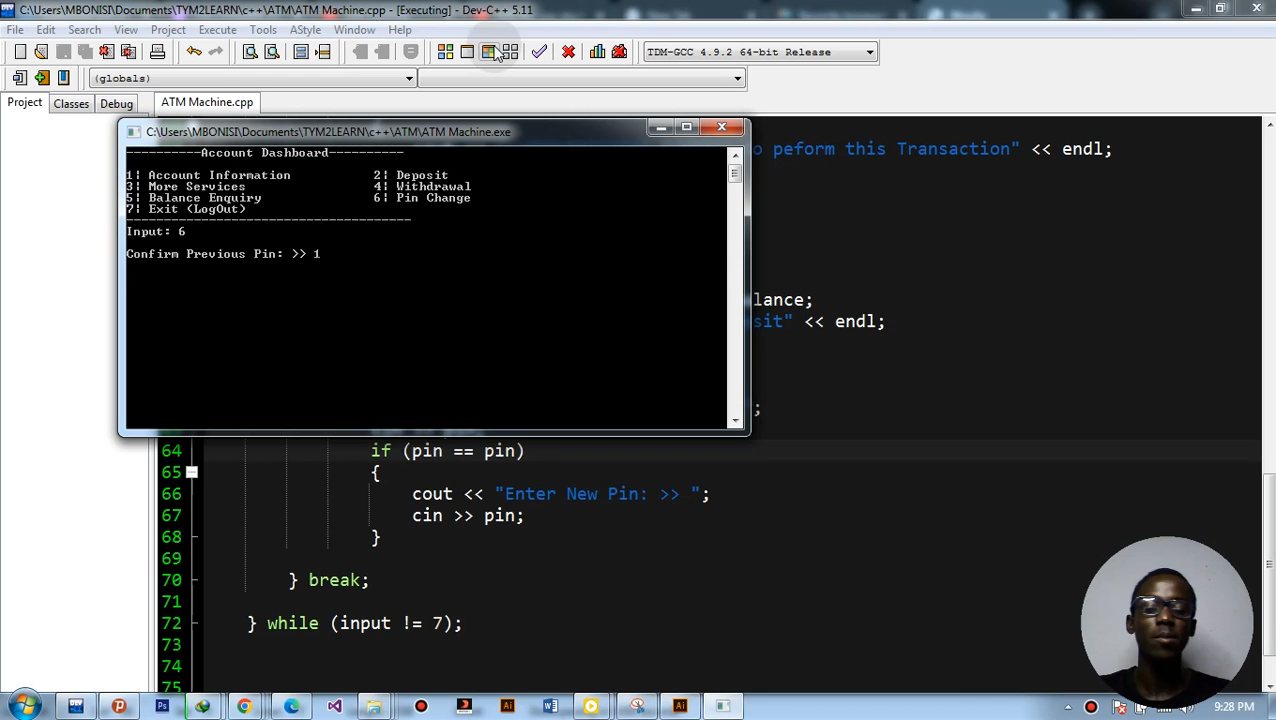 C:\Users\MBONISI\Documents\TYM2LEARN\c++\ATM\ATM Machine.cpp - [Executing] - Dev-C++ 5.11
File Edit Search View Project Execute Tools AStyle Window Help
TDM-GCC 4.9.2 64-bit Release
(globals)
Project Classes Debug ATM Machine.cpp
C:\Users\MBONISI\Documents\TYM2LEARN\c++\ATM\ATM Machine.exe
----------Account Dashboard----------
o peform this Transaction" << endl;
1| Account Information 2| Deposit
3| More Services 4| Withdrawal
5| Balance Enquiry 6| Pin Change
7| Exit (LogOut)
--------------------------------------
Input: 6
Confirm Previous Pin: >> 1
lance;
sit" << endl;
;
64 if (pin == pin)
65 {
66 cout << "Enter New Pin: >> ";
67 cin >> pin;
68 }
69
70 } break;
71
72 } while (input != 7);
73
74
75
DEV Ps Ai W Ai 9:28 PM